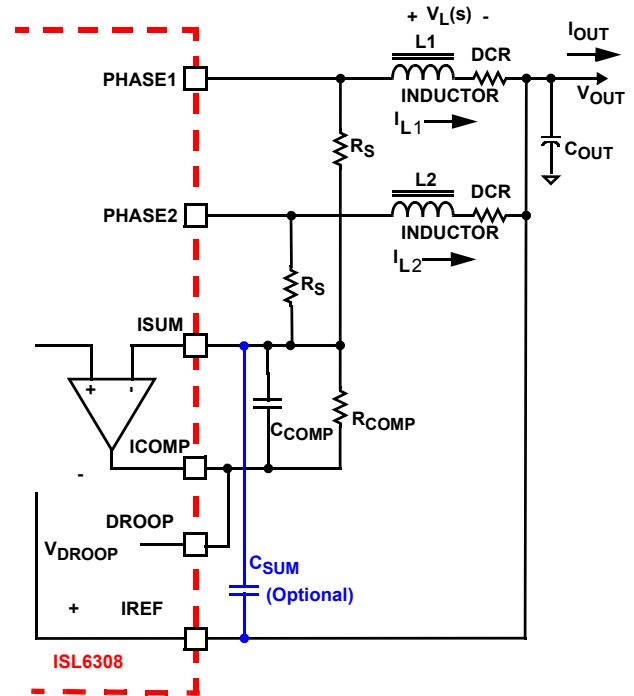 + VL(s) -
IOUT
L1
DCR
PHASE1
INDUCTOR
VOUT
IL1
COUT
RS
L2
DCR
PHASE2
INDUCTOR
IL2
RS
ISUM
+ -
CCOMP
RCOMP
ICOMP
-
DROOP
VDROOP
CSUM
(Optional)
+
IREF
ISL6308